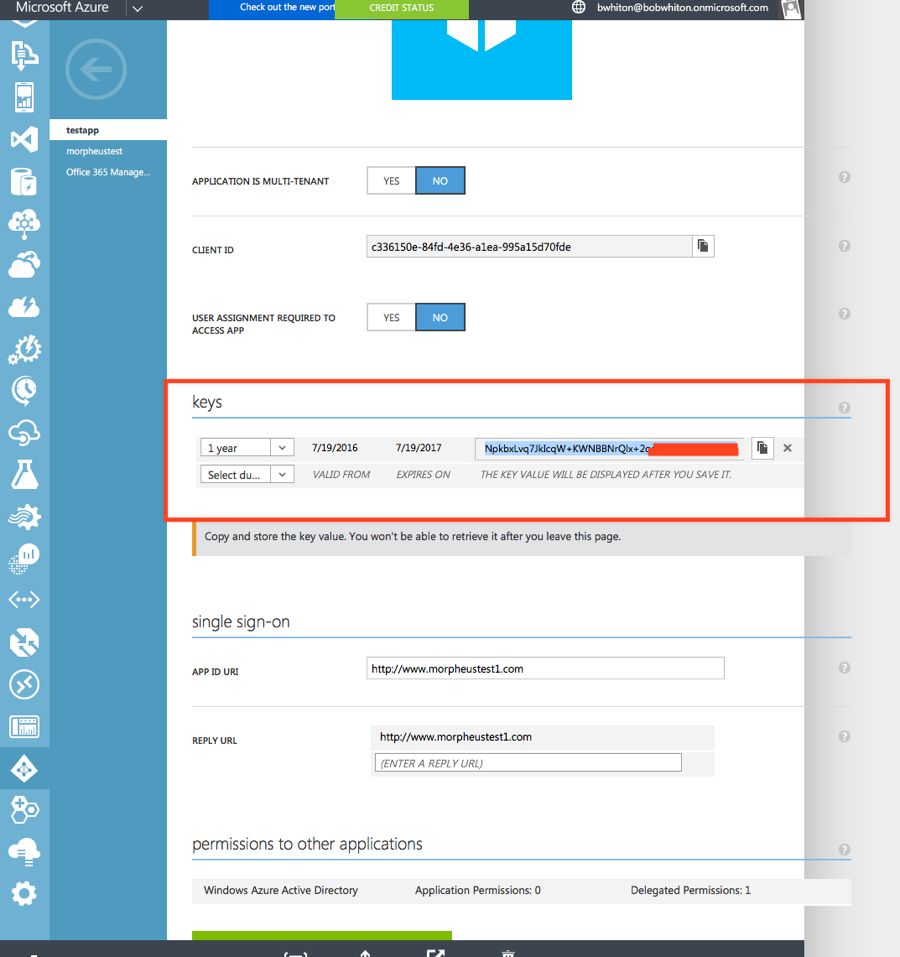 Microsoft Azure
Check out the new port
CREDIT STATUS
bwhiton@bobwhiton.onmicrosoft.com
testapp
morpheustest
Office 365 Manage...
APPLICATION IS MULTI-TENANT
YES
NO
?
CLIENT ID
c336150e-84fd-4e36-a1ea-995a15d70fde
?
USER ASSIGNMENT REQUIRED TO
ACCESS APP
YES
NO
?
keys
?
1 year
7/19/2016
7/19/2017
Select du...
VALID FROM
EXPIRES ON
THE KEY VALUE WILL BE DISPLAYED AFTER YOU SAVE IT.
Copy and store the key value. You won't be able to retrieve it after you leave this page.
single sign-on
APP ID URI
http://www.morpheustest1.com
?
REPLY URL
http://www.morpheustest1.com
?
(ENTER A REPLY URL)
permissions to other applications
?
Windows Azure Active Directory
Application Permissions: 0
Delegated Permissions: 1